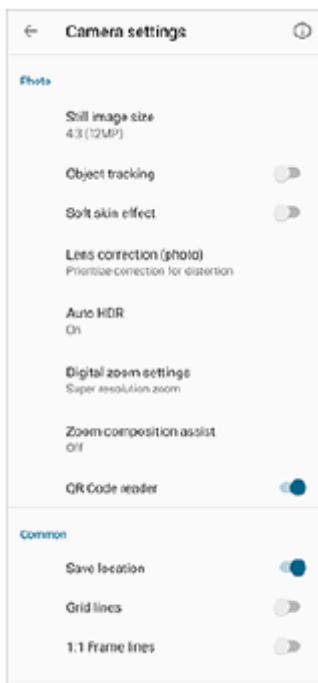 Camera settings
Photo
Still image size
4:3 (12MP)
Object tracking
Soft skin effect
Lens correction (photo)
Prioritize correction for distortion
Auto HDR
On
Digital zoom settings
Super resolution zoom
Zoom composition assist
Off
QR Code reader
Common
Save location
Grid lines
1:1 Frame lines